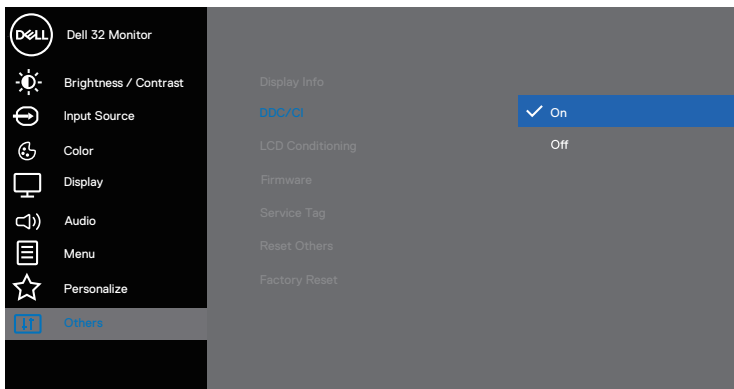 DELL
Dell 32 Monitor
Brightness / Contrast
Input Source
Color
Display
Audio
Menu
Personalize
Others
Display Info
DDC/CI
LCD Conditioning
Firmware
Service Tag
Reset Others
Factory Reset
On
Off